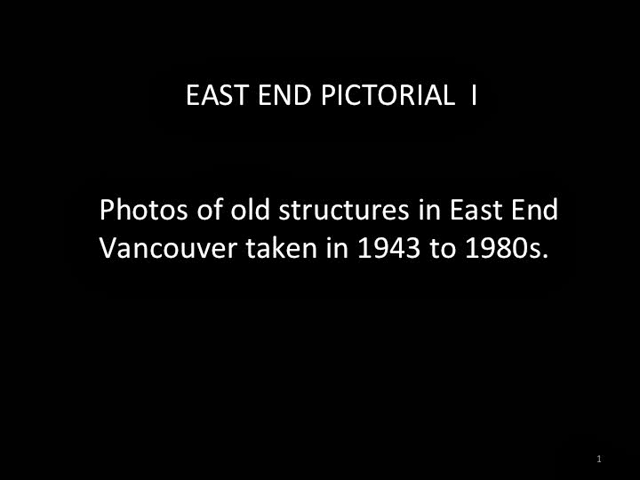 EAST END PICTORIAL I
Photos of old structures in East End
Vancouver taken in 1943 to 1980s.
1